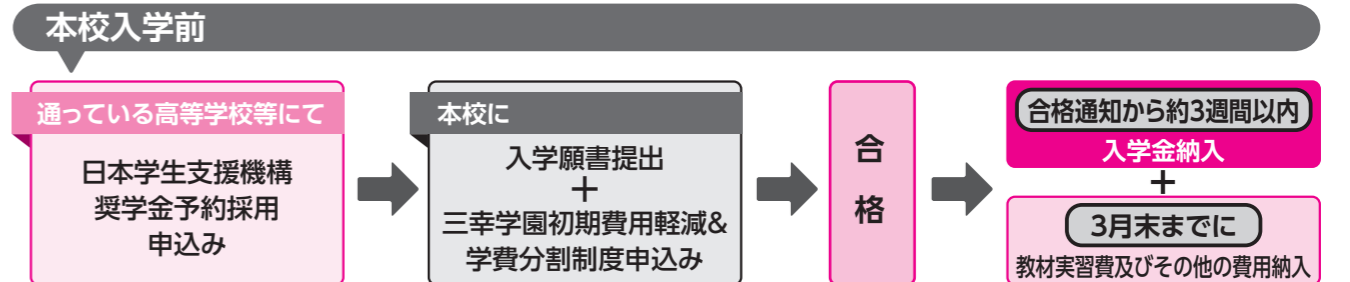 本校入学前
通っている高等学校等にて
日本学生支援機構
奨学金予約採用
申込み
本校に
入学願書提出
+
三幸学園初期費用軽減&
学費分割制度申込み
合
格
合格通知から約3週間以内
入学金納入
+
3月末までに
教材実習費及びその他の費用納入